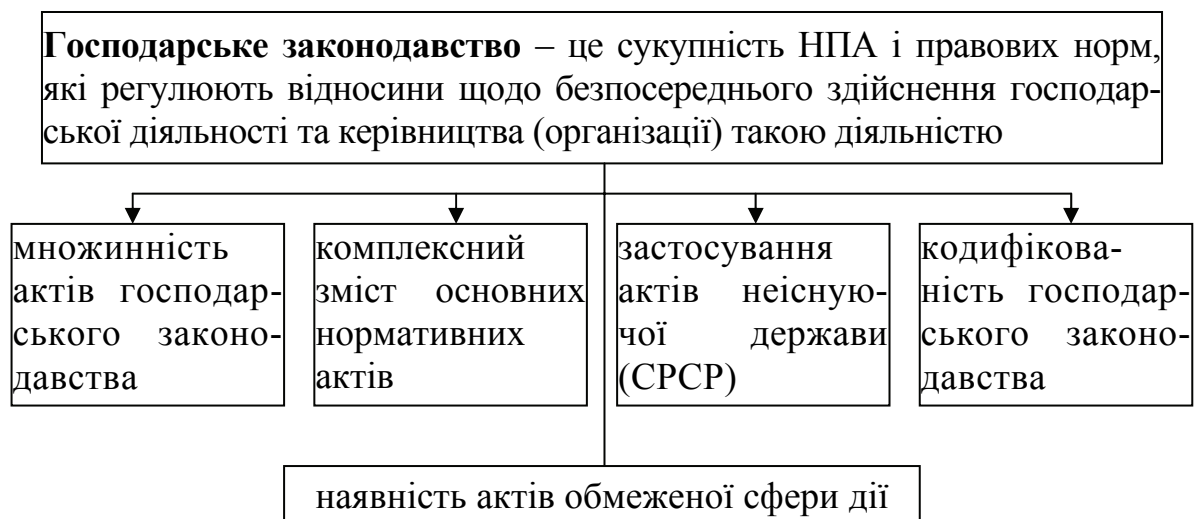 Господарське законодавство – це сукупність НПА і правових норм,
які регулюють відносини щодо безпосереднього здійснення господар-
ської діяльності та керівництва (організації) такою діяльністю
множинність
актів господар-
ського законо-
давства
комплексний
зміст основних
нормативних
актів
застосування
актів неісную-
чої держави
(СРСР)
кодифікова-
ність господар-
ського законо-
давства
наявність актів обмеженої сфери дії